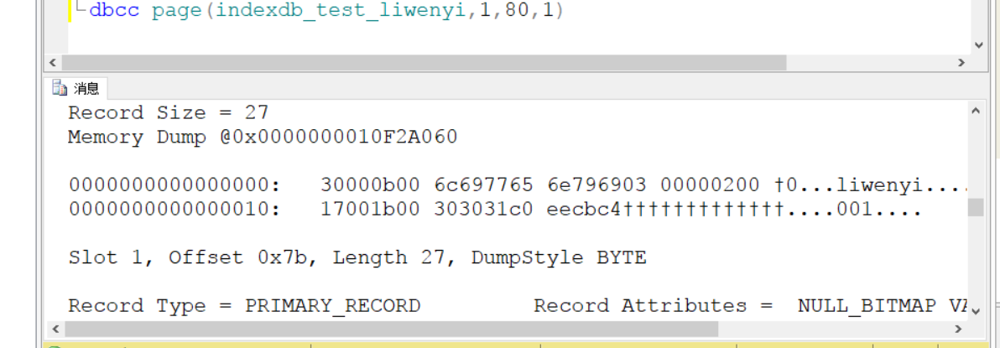 dbcc page(indexdb_test_liwenyi,1,80,1)
消息
Record Size = 27
Memory Dump @0x0000000010F2A060
0000000000000000:   30000b00 6c697765 6e796903 00000200 †0...liwenyi....
0000000000000010:   17001b00 303031c0 eecbc4†††††††††††††....001....
Slot 1, Offset 0x7b, Length 27, DumpStyle BYTE
Record Type = PRIMARY_RECORD        Record Attributes =  NULL_BITMAP VA